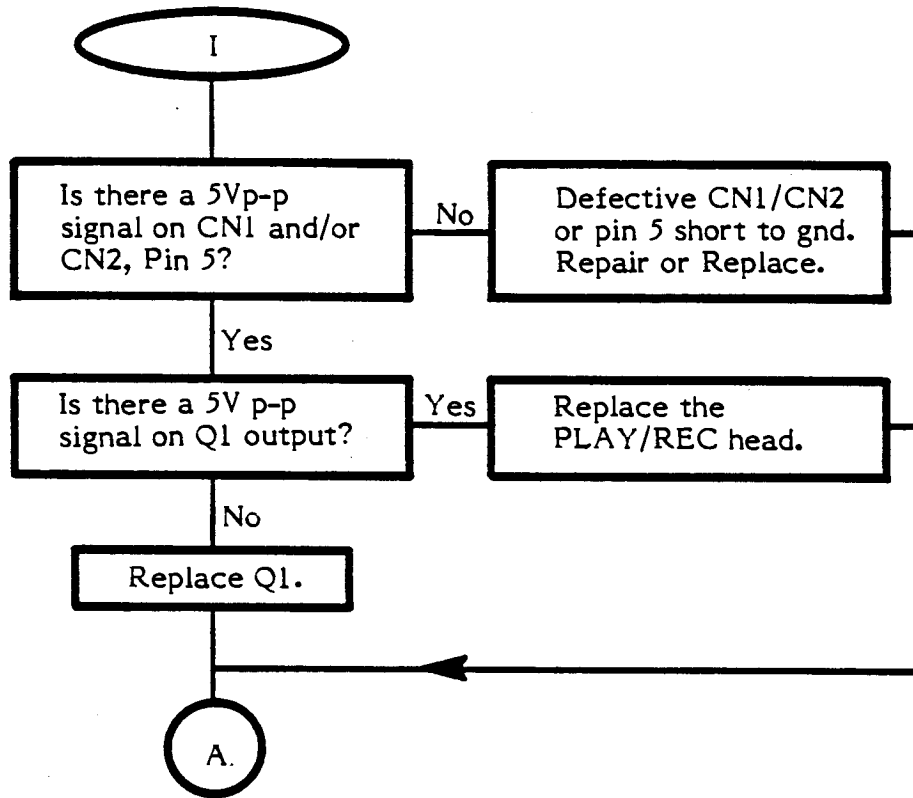 I
Is there a 5Vp-p
signal on CN1 and/or
CN2, Pin 5?
No
Defective CN1/CN2
or pin 5 short to gnd.
Repair or Replace.
Yes
Is there a 5V p-p
signal on Q1 output?
Yes
Replace the
PLAY/REC head.
No
Replace Q1.
A.